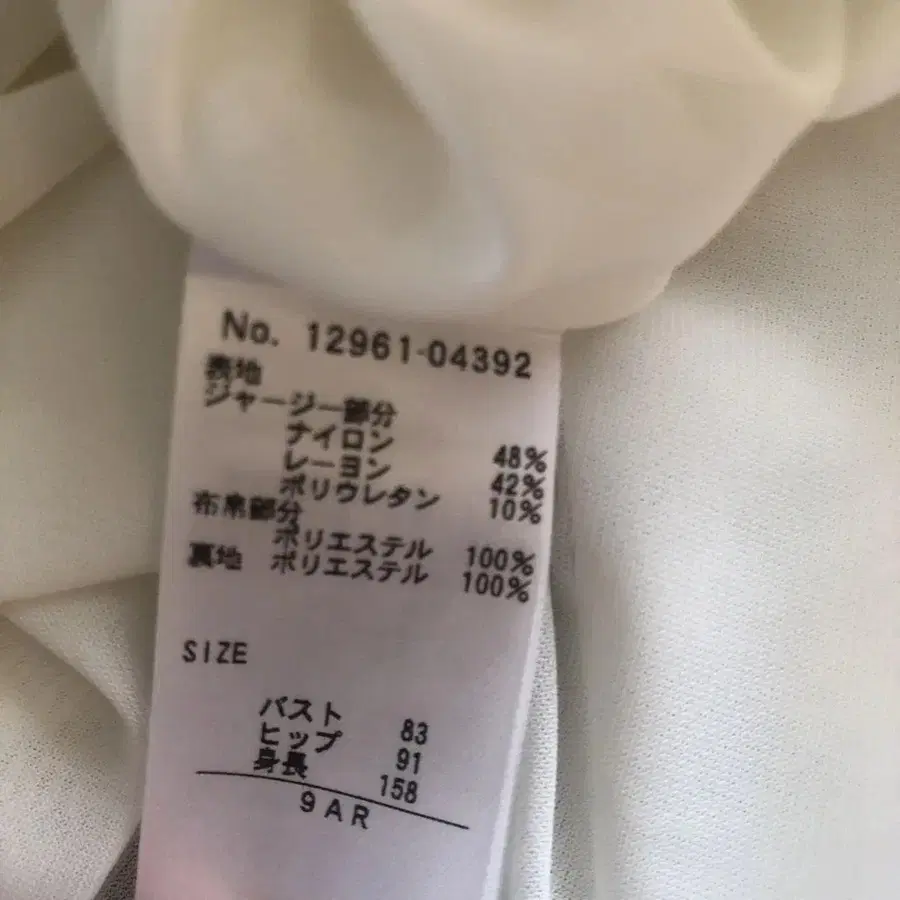 No. 12961-04392
表地
ジャージー部分
ナイロン 48%
レーヨン 42%
ポリウレタン 10%
布帛部分
ポリエステル 100%
裏地 ポリエステル 100%
SIZE
バスト 83
ヒップ 91
身長 158
9AR